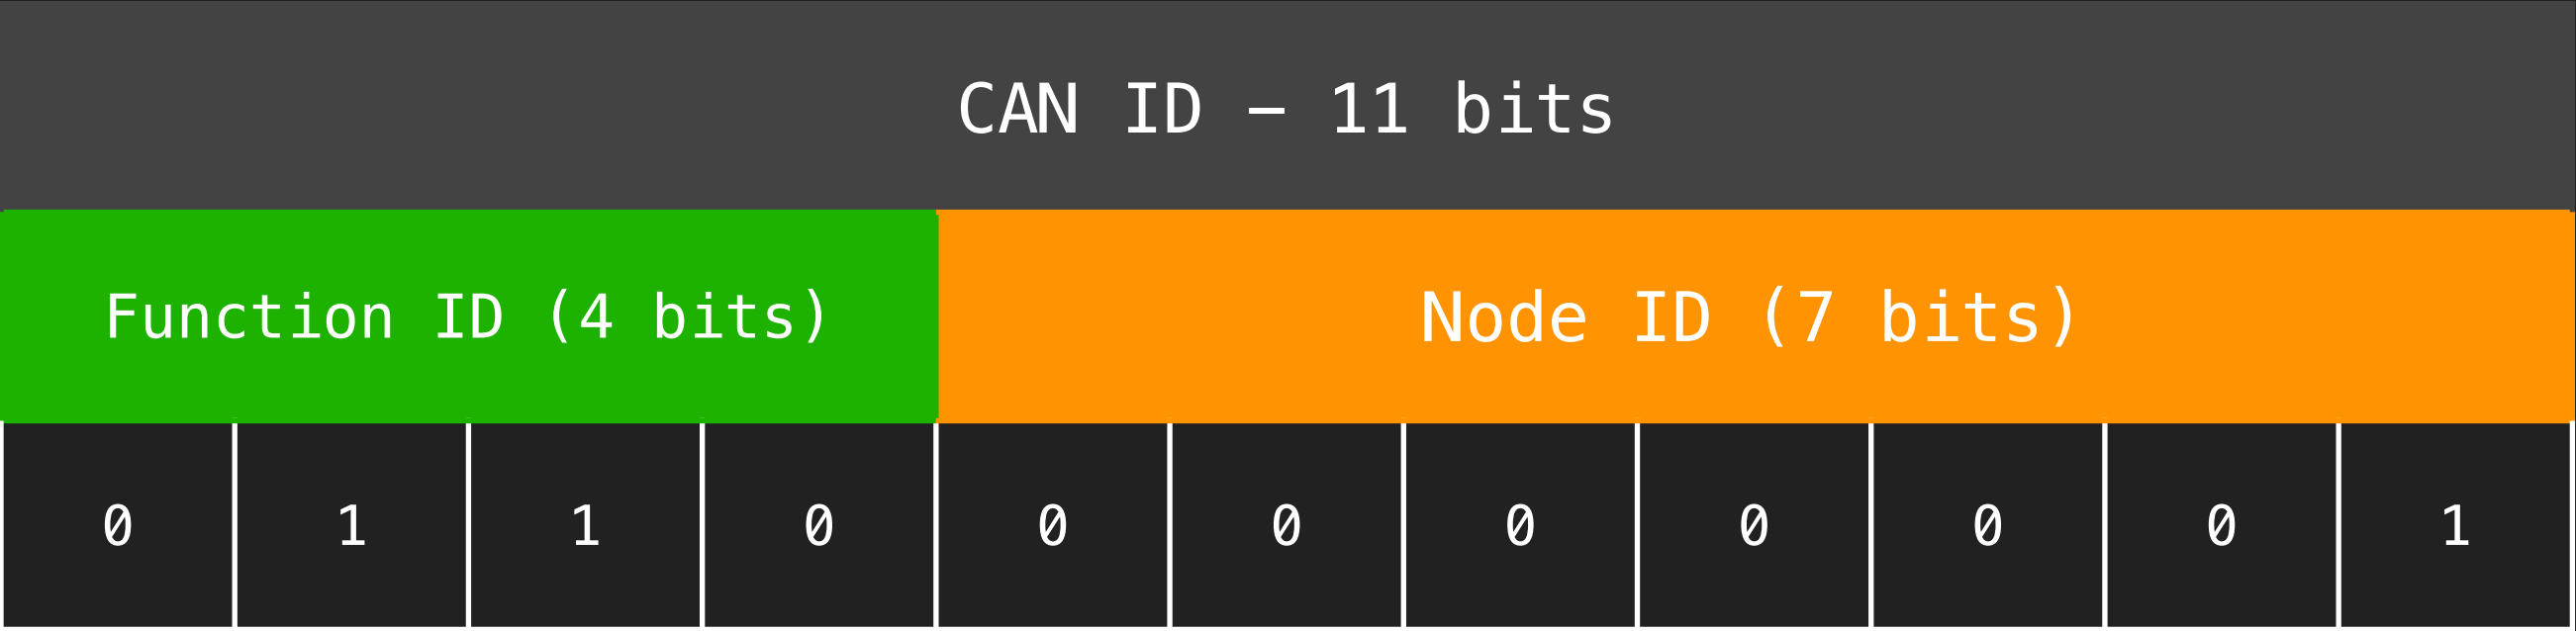 CAN ID – 11 bits
Function ID (4 bits) Node ID (7 bits)
0 1 1 0 0 0 0 0 0 0 1